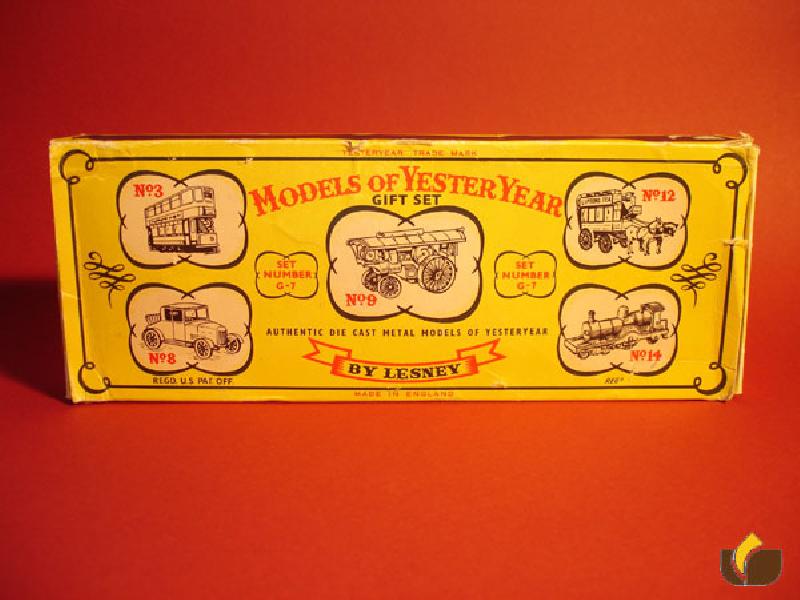 YESTERYEAR TRADE MARK
MODELS OF YESTERYEAR
GIFT SET
No3
No12
No9
SET NUMBER G-7
SET NUMBER G-7
No8
No14
AUTHENTIC DIE CAST METAL MODELS OF YESTERYEAR
BY LESNEY
REGD. U.S PAT. OFF.
MADE IN ENGLAND